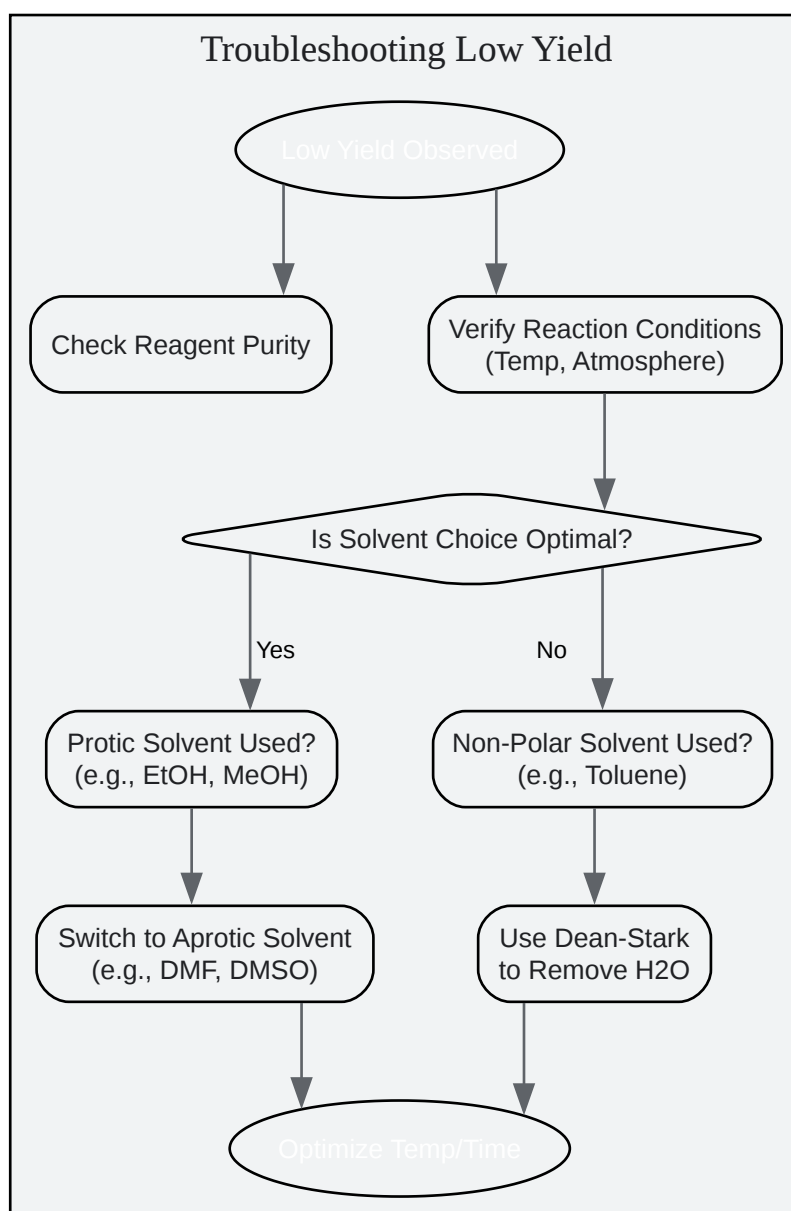 Troubleshooting Low Yield
Low Yield Observed
Check Reagent Purity
Verify Reaction Conditions
(Temp, Atmosphere)
Is Solvent Choice Optimal?
Yes
No
Protic Solvent Used?
(e.g., EtOH, MeOH)
Non-Polar Solvent Used?
(e.g., Toluene)
Switch to Aprotic Solvent
(e.g., DMF, DMSO)
Use Dean-Stark
to Remove H2O
Optimize Temp/Time